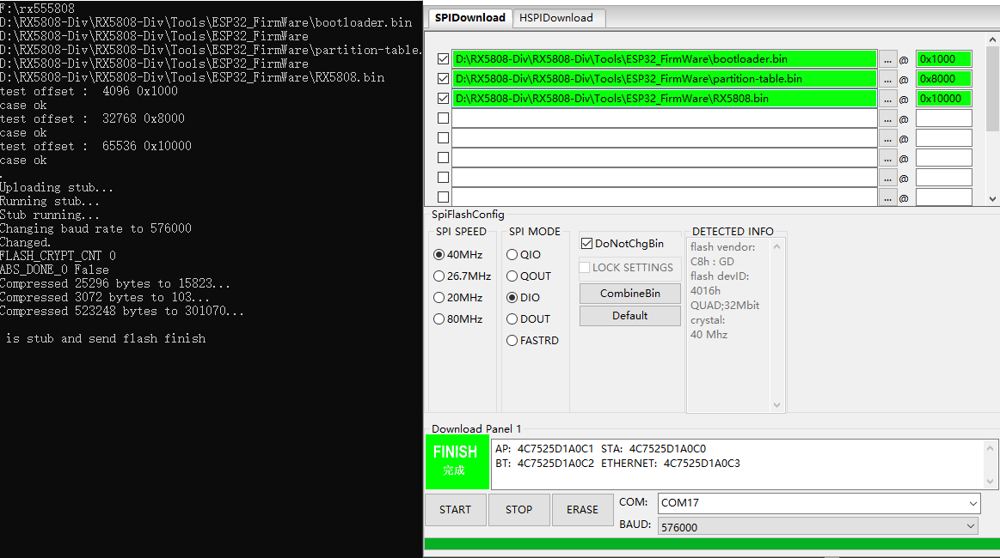 F:\rx555808
D:\RX5808-Div\RX5808-Div\Tools\ESP32_FirmWare\bootloader.bin
D:\RX5808-Div\RX5808-Div\Tools\ESP32_FirmWare
D:\RX5808-Div\RX5808-Div\Tools\ESP32_FirmWare\partition-table.
D:\RX5808-Div\RX5808-Div\Tools\ESP32_FirmWare
D:\RX5808-Div\RX5808-Div\Tools\ESP32_FirmWare\RX5808.bin
test offset :  4096 0x1000
case ok
test offset :  32768 0x8000
case ok
test offset :  65536 0x10000
case ok
.
Uploading stub...
Running stub...
Stub running...
Changing baud rate to 576000
Changed.
FLASH_CRYPT_CNT 0
ABS_DONE_0 False
Compressed 25296 bytes to 15823...
Compressed 3072 bytes to 103...
Compressed 523248 bytes to 301070...
is stub and send flash finish
SPIDownload HSPIDownload
D:\RX5808-Div\RX5808-Div\Tools\ESP32_FirmWare\bootloader.bin ... @ 0x1000
D:\RX5808-Div\RX5808-Div\Tools\ESP32_FirmWare\partition-table.bin ... @ 0x8000
D:\RX5808-Div\RX5808-Div\Tools\ESP32_FirmWare\RX5808.bin ... @ 0x10000
... @
... @
... @
... @
... @
SpiFlashConfig
SPI SPEED
40MHz
26.7MHz
20MHz
80MHz
SPI MODE
QIO
QOUT
DIO
DOUT
FASTRD
DoNotChgBin
LOCK SETTINGS
CombineBin
Default
DETECTED INFO
flash vendor:
C8h : GD
flash devID:
4016h
QUAD;32Mbit
crystal:
40 Mhz
Download Panel 1
FINISH
完成
AP: 4C7525D1A0C1 STA: 4C7525D1A0C0
BT: 4C7525D1A0C2 ETHERNET: 4C7525D1A0C3
START STOP ERASE
COM: COM17
BAUD: 576000